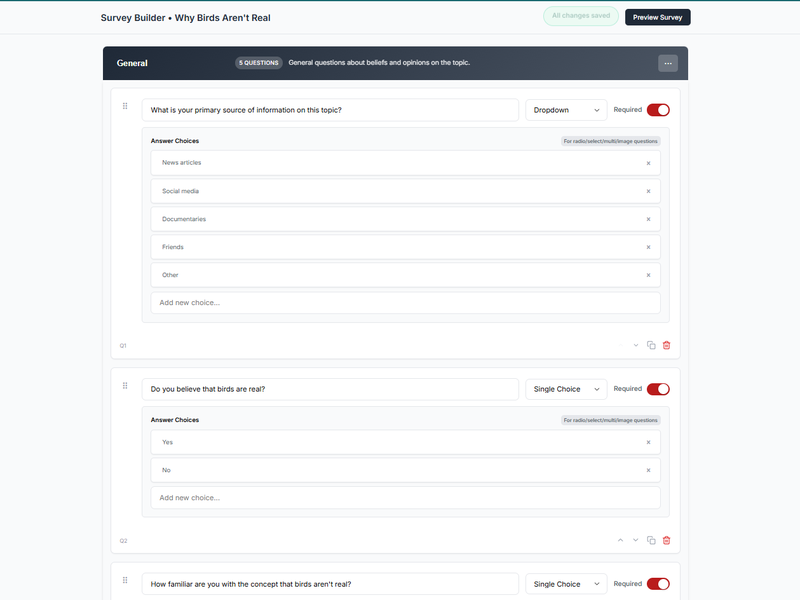 Survey Builder • Why Birds Aren't Real
All changes saved
Preview Survey
General
5 QUESTIONS
General questions about beliefs and opinions on the topic.
What is your primary source of information on this topic?
Dropdown
Required
Answer Choices
For radio/select/multi/image questions
News articles
Social media
Documentaries
Friends
Other
Add new choice...
Q1
Do you believe that birds are real?
Single Choice
Required
Answer Choices
For radio/select/multi/image questions
Yes
No
Add new choice...
Q2
How familiar are you with the concept that birds aren't real?
Single Choice
Required